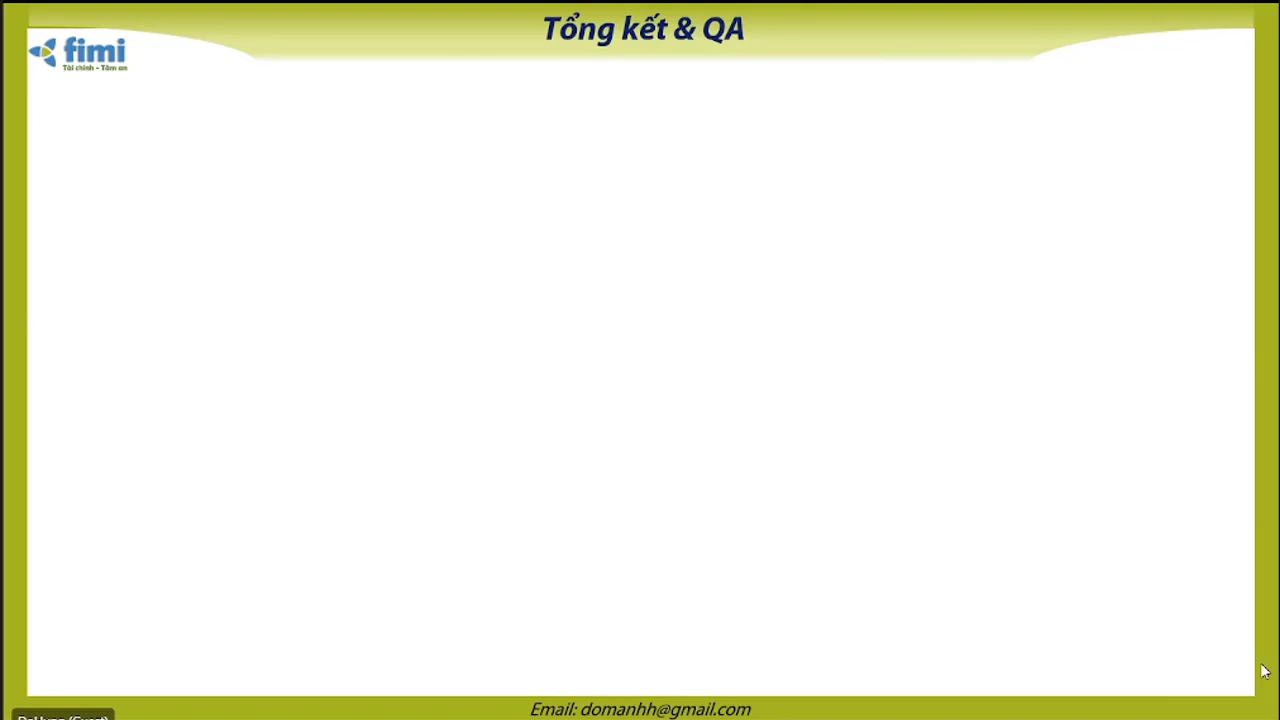 Tổng kết & QA
fimi
Tài chính - Tâm an
Email: domanhh@gmail.com